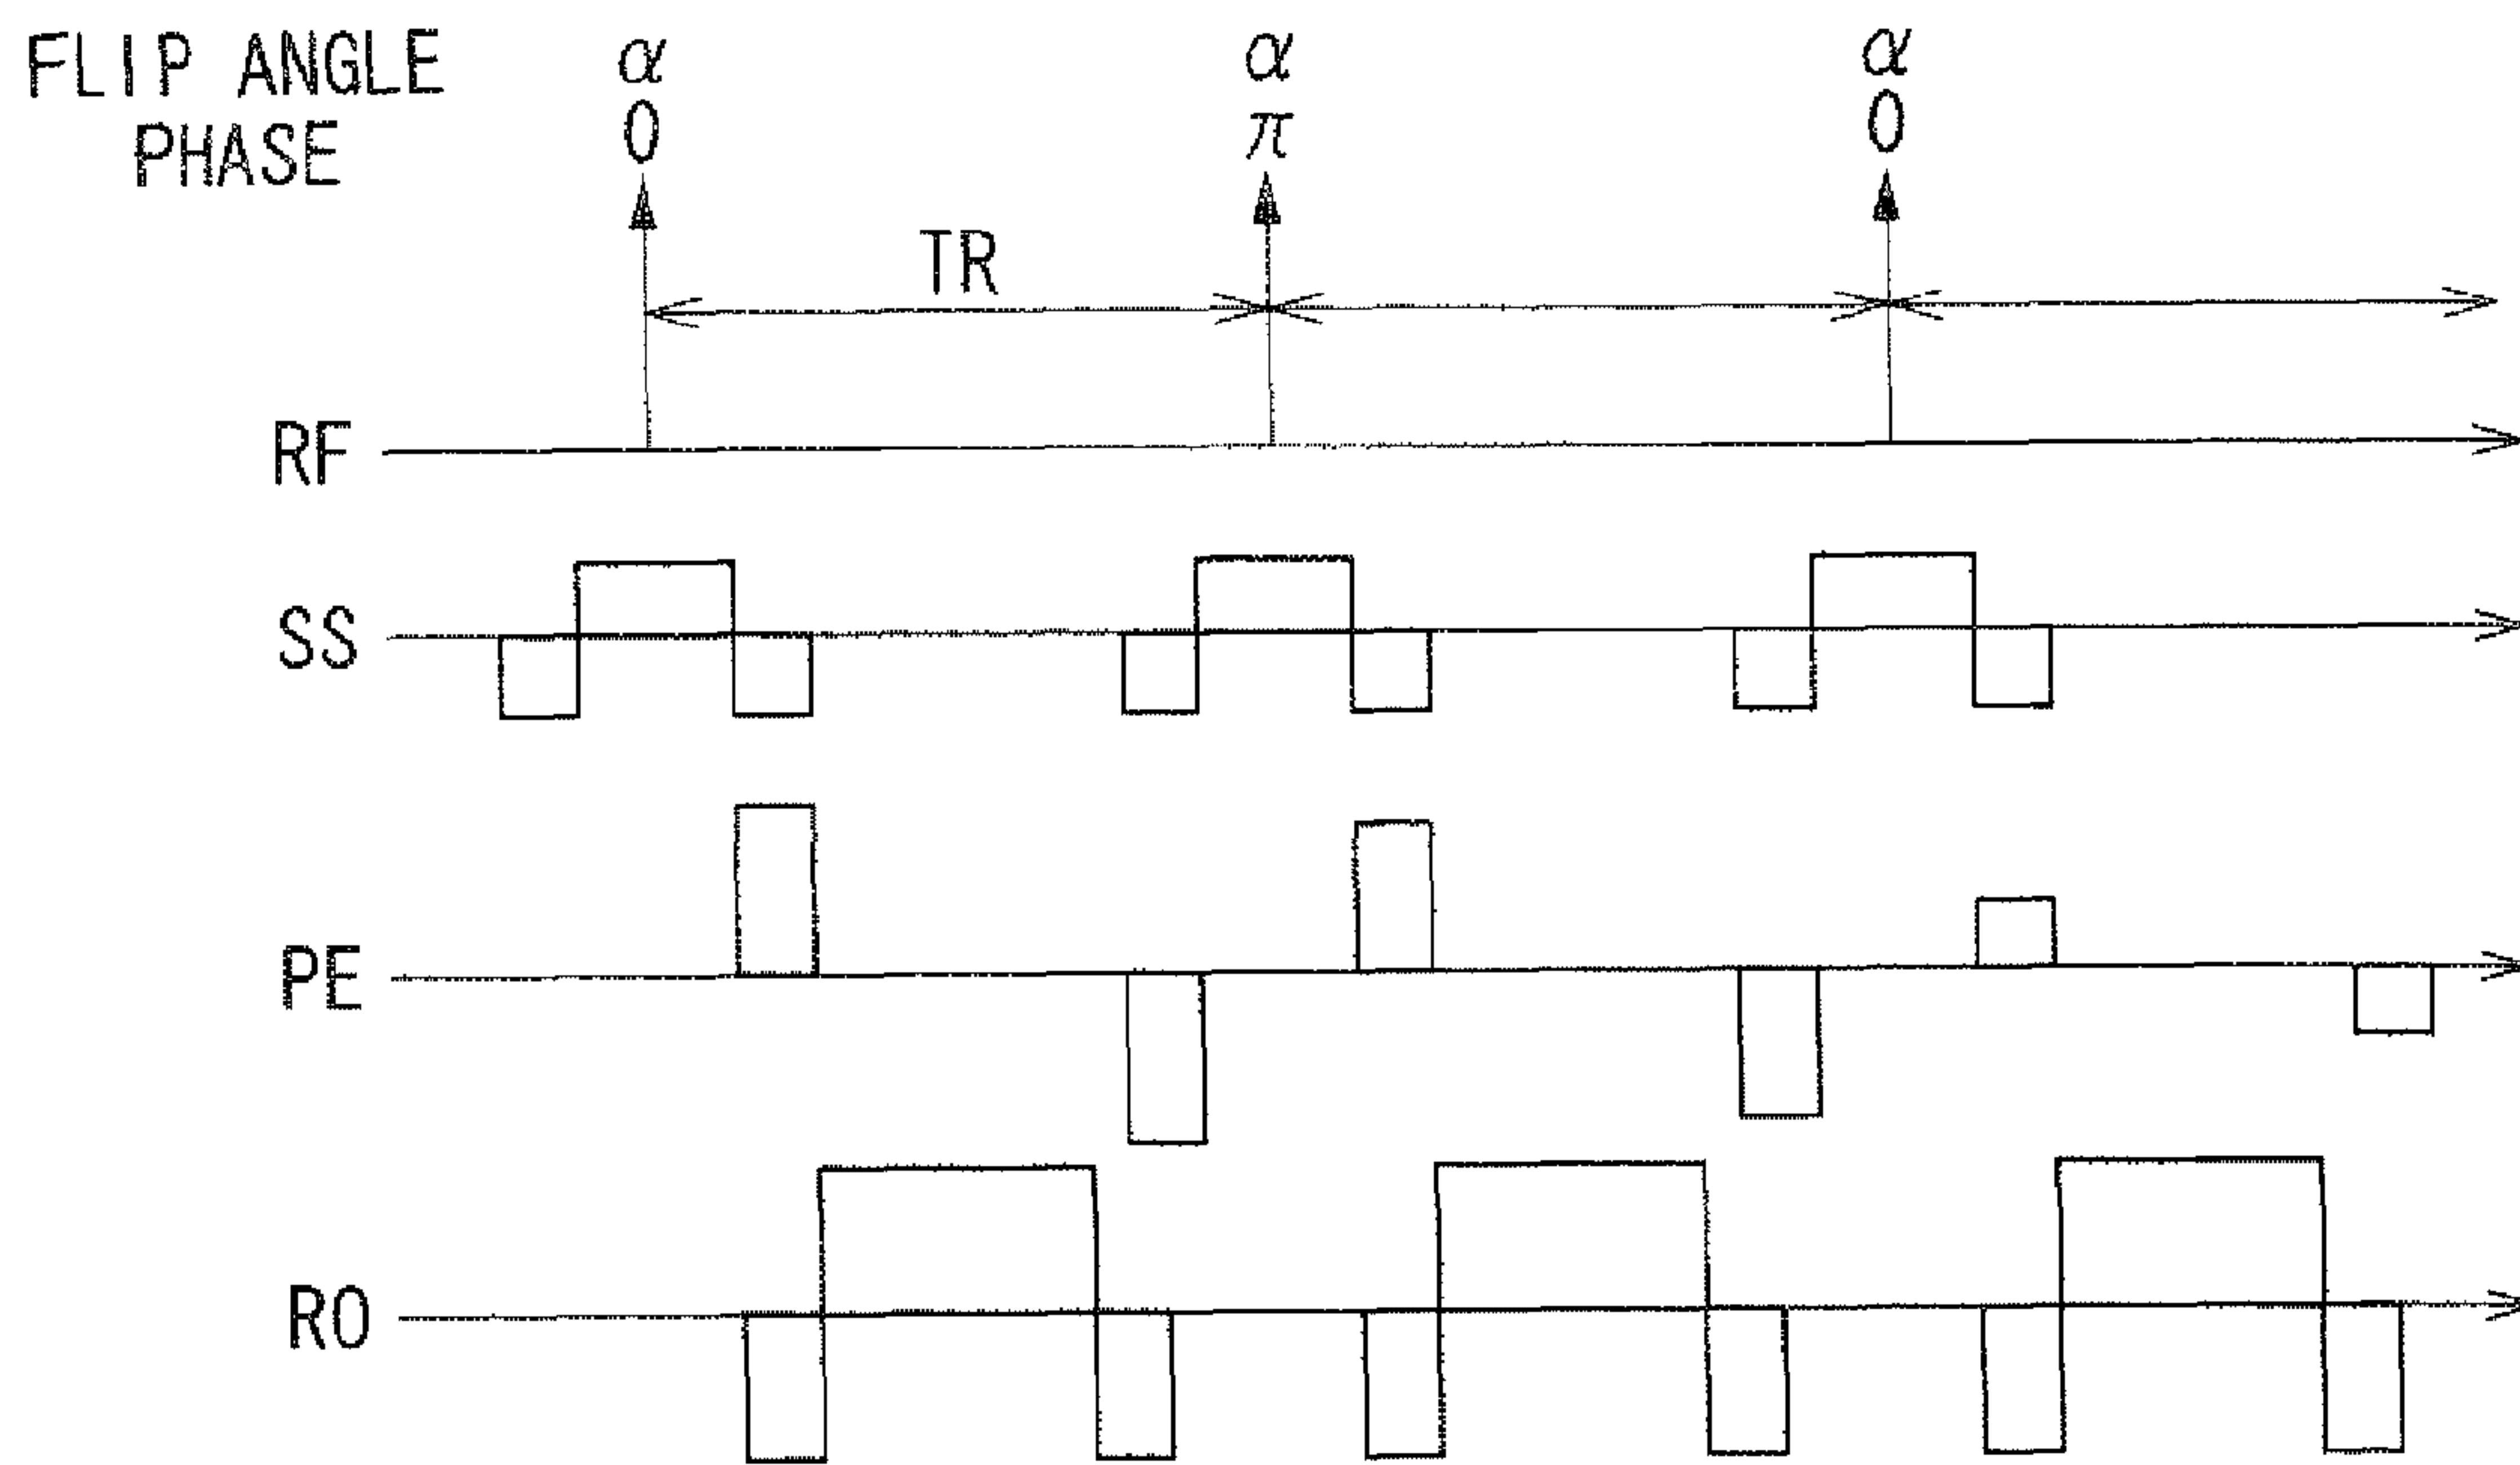 FLIP ANGLE α α α
PHASE 0 π 0
TR
RF
SS
PE
RO